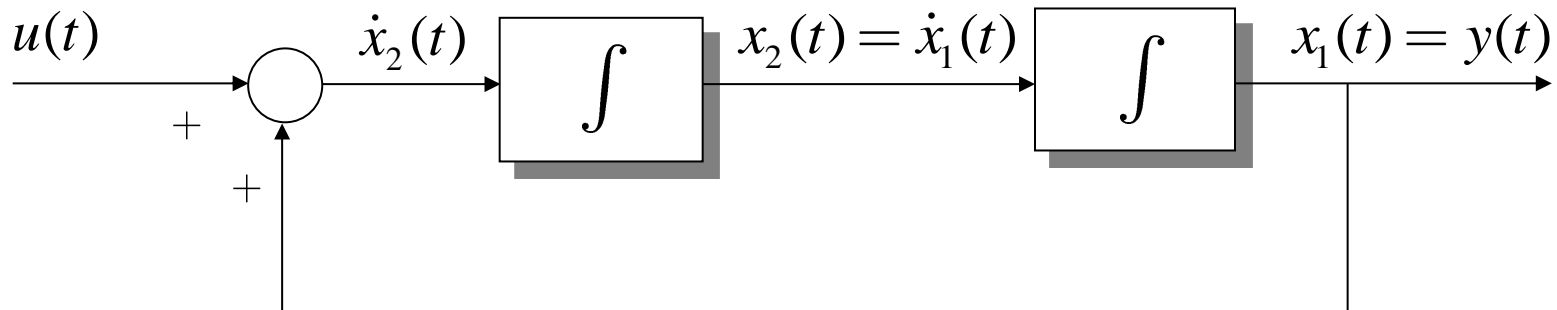 u(t) ẋ₂(t) x₂(t) = ẋ₁(t) x₁(t) = y(t)
∫ ∫
+
+